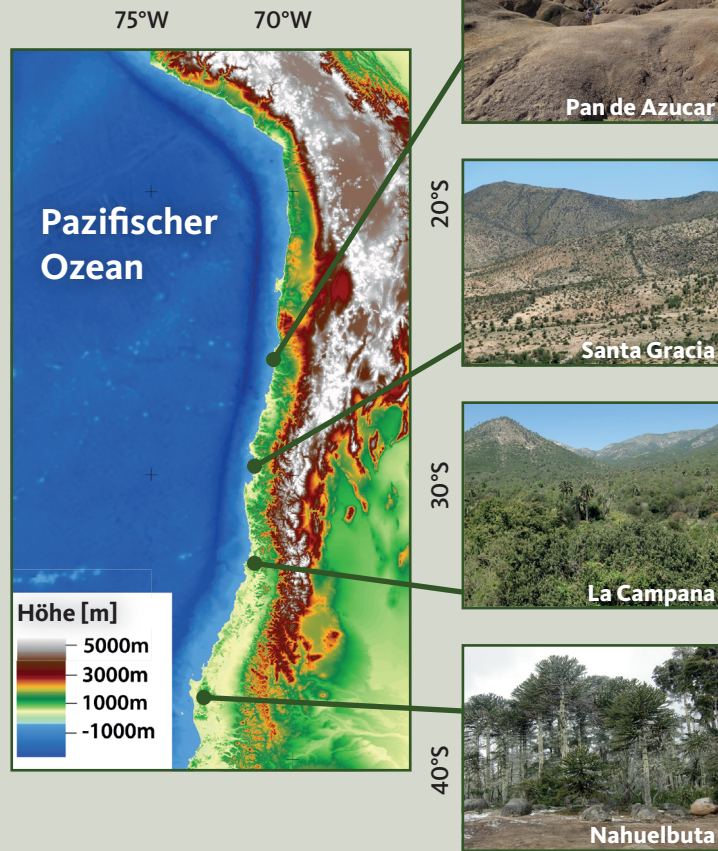 75°W
70°W
Pazifischer
Ozean
Höhe [m]
5000m
3000m
1000m
-1000m
20°S
30°S
40°S
Pan de Azucar
Santa Gracia
La Campana
Nahuelbuta